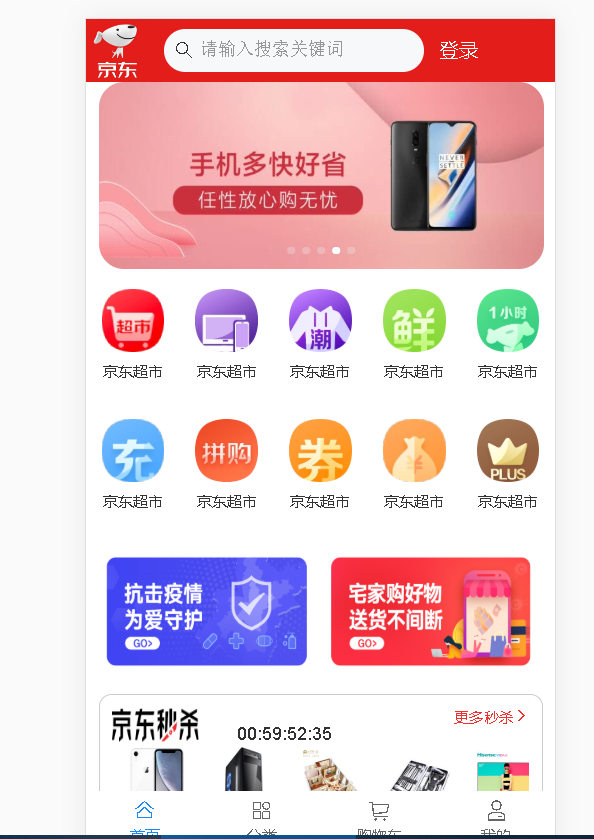 京东
请输入搜索关键词
登录
手机多快好省
任性放心购无忧
NEVER
SETTLE
超市
潮
鲜
1小时
京东超市 京东超市 京东超市 京东超市 京东超市
充
拼购
券
¥
PLUS
京东超市 京东超市 京东超市 京东超市 京东超市
抗击疫情
为爱守护
GO>
宅家购好物
送货不间断
GO>
京东秒杀
00:59:52:35
更多秒杀
Hisense
首页 分类 购物车 我的